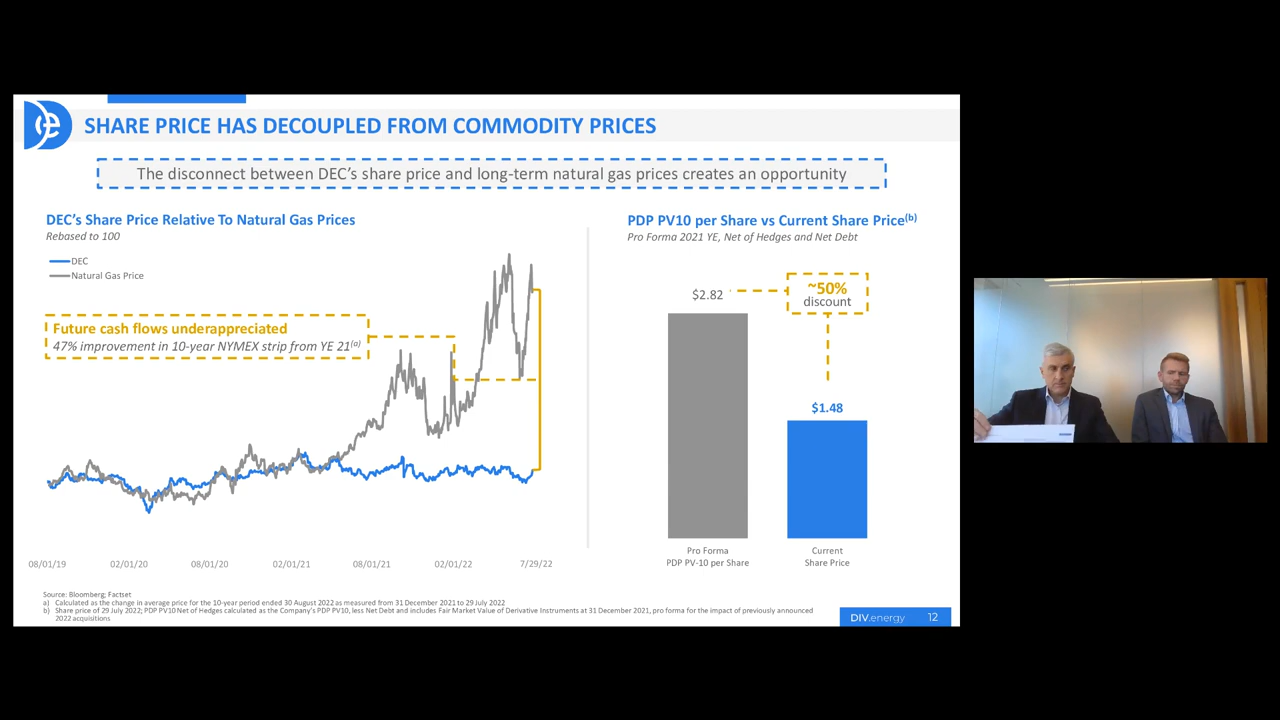 SHARE PRICE HAS DECOUPLED FROM COMMODITY PRICES
The disconnect between DEC's share price and long-term natural gas prices creates an opportunity
DEC's Share Price Relative To Natural Gas Prices
Rebased to 100
DEC
Natural Gas Price
Future cash flows underappreciated
47% improvement in 10-year NYMEX strip from YE 21(a)
08/01/19 02/01/20 08/01/20 02/01/21 08/01/21 02/01/22 7/29/22
PDP PV10 per Share vs Current Share Price(b)
Pro Forma 2021 YE, Net of Hedges and Net Debt
~50%
discount
$2.82
$1.48
Pro Forma
PDP PV-10 per Share
Current
Share Price
Source: Bloomberg; Factset
a) Calculated as the change in average price for the 10-year period ended 30 August 2022 as measured from 31 December 2021 to 29 July 2022
b) Share price of 29 July 2022; PDP PV10 Net of Hedges calculated as the Company's PDP PV10, less Net Debt and includes Fair Market Value of Derivative Instruments at 31 December 2021, pro forma for the impact of previously announced
2022 acquisitions
DIV.energy 12